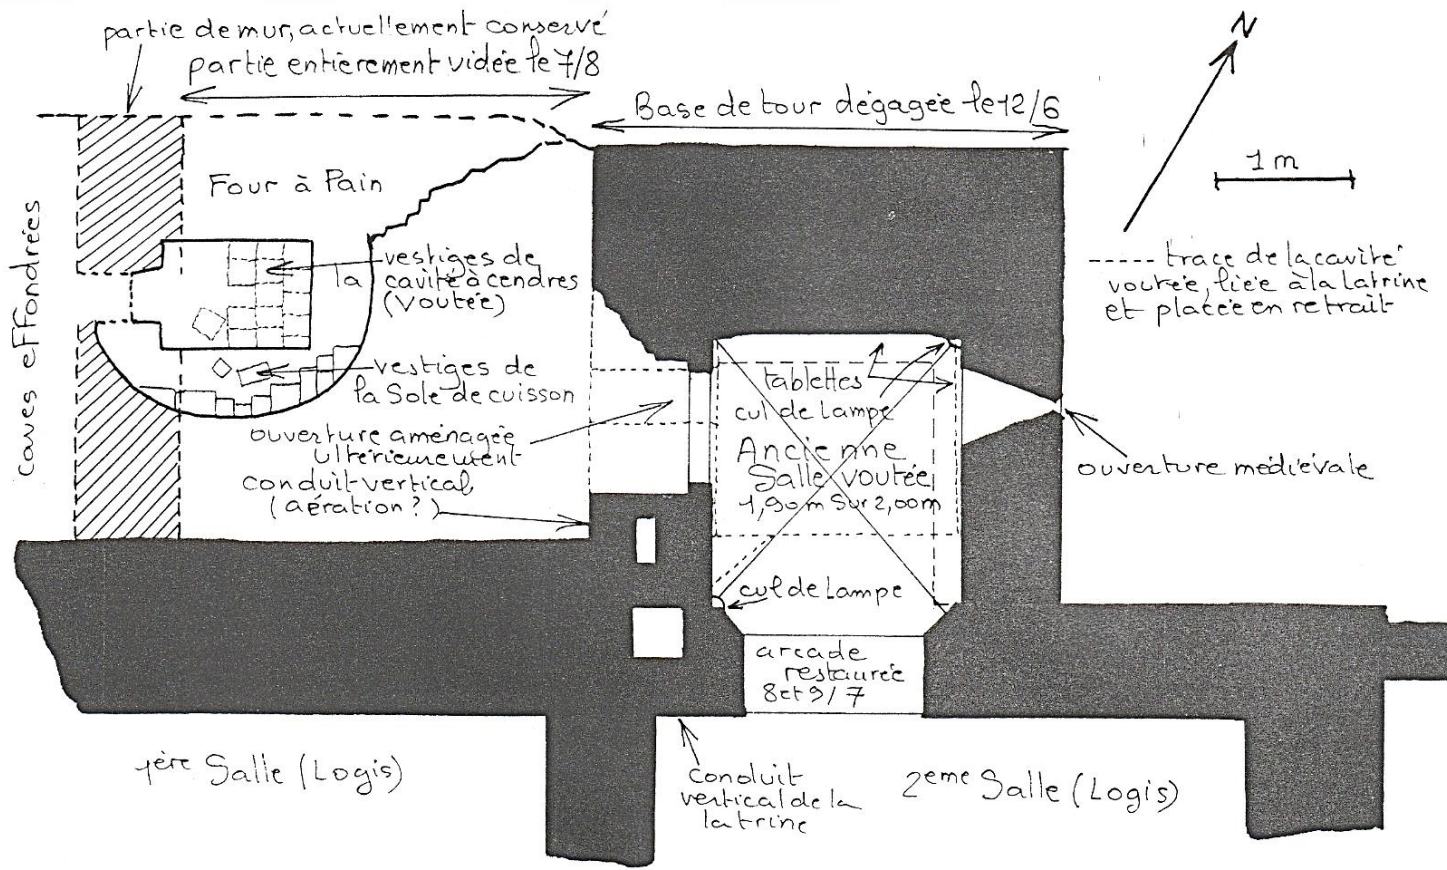 partie de mur, actuellement conservé
partie entièrement vidée le 7/8
Base de tour dégagée le 12/6
N
1 m
Four à Pain
Caves effondrées
vestiges de
la cavité à cendres
(Voutée)
----- trace de la cavité
voutée, liée à la latrine
et placée en retrait
vestiges de
la Sole de cuisson
tablettes
cul de lampe
Ancienne
Salle voutée
1,90m Sur 2,00m
ouverture aménagée
ultérieurement
conduit vertical
(aération ?)
ouverture médiévale
cul de lampe
arcade
restaurée
8 et 9/7
1ère Salle (Logis)
conduit
vertical de la
latrine
2eme Salle (Logis)